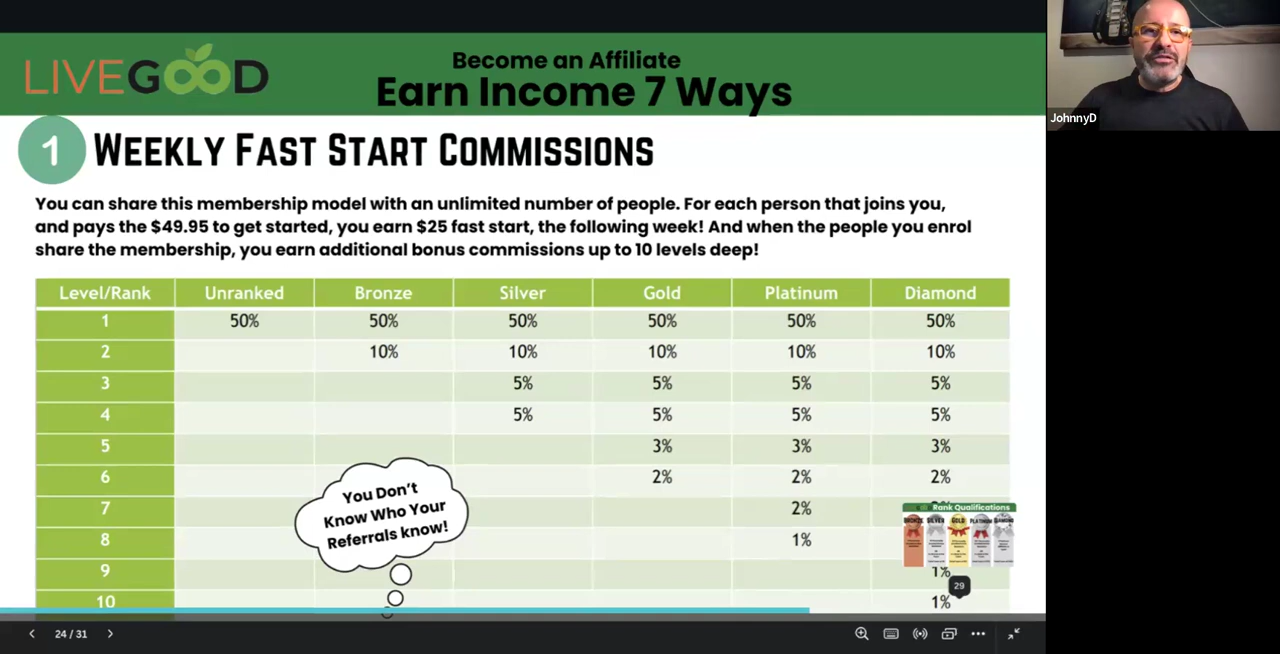 LIVEGOOD
Become an Affiliate
Earn Income 7 Ways
JohnnyD
1 WEEKLY FAST START COMMISSIONS
You can share this membership model with an unlimited number of people. For each person that joins you,
and pays the $49.95 to get started, you earn $25 fast start, the following week! And when the people you enrol
share the membership, you earn additional bonus commissions up to 10 levels deep!
Level/Rank Unranked Bronze Silver Gold Platinum Diamond
1 50% 50% 50% 50% 50% 50%
2 10% 10% 10% 10% 10%
3 5% 5% 5% 5%
4 5% 5% 5% 5%
5 3% 3% 3%
6 2% 2% 2%
7 2%
8 1%
9 1%
10 1%
You Don't
Know Who Your
Referrals know!
Rank Qualifications
BRONZE SILVER GOLD PLATINUM DIAMOND
29
24 / 31